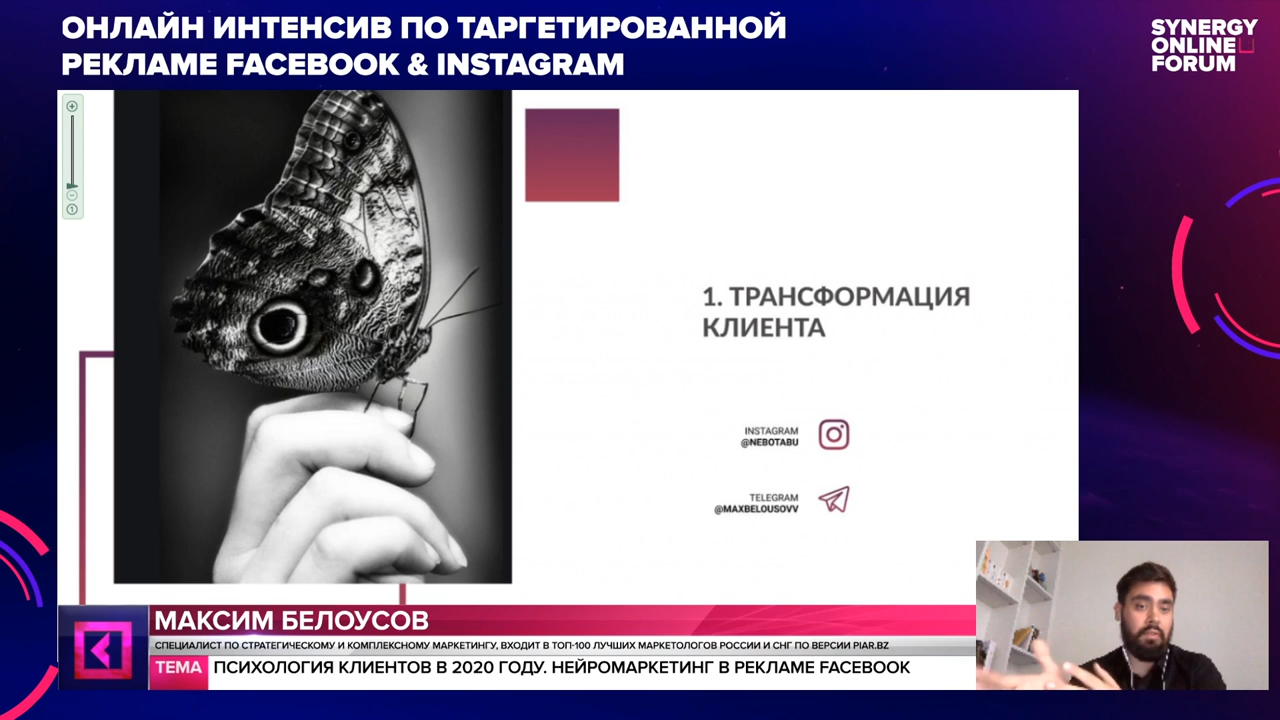 ОНЛАЙН ИНТЕНСИВ ПО ТАРГЕТИРОВАННОЙ
РЕКЛАМЕ FACEBOOK & INSTAGRAM
SYNERGY
ONLINE
FORUM
1
1. ТРАНСФОРМАЦИЯ
КЛИЕНТА
INSTAGRAM
@NEBOTABU
TELEGRAM
@MAXBELOUSOVV
МАКСИМ БЕЛОУСОВ
СПЕЦИАЛИСТ ПО СТРАТЕГИЧЕСКОМУ И КОМПЛЕКСНОМУ МАРКЕТИНГУ, ВХОДИТ В ТОП-100 ЛУЧШИХ МАРКЕТОЛОГОВ РОССИИ И СНГ ПО ВЕРСИИ PIAR.BZ
ТЕМА ПСИХОЛОГИЯ КЛИЕНТОВ В 2020 ГОДУ. НЕЙРОМАРКЕТИНГ В РЕКЛАМЕ FACEBOOK